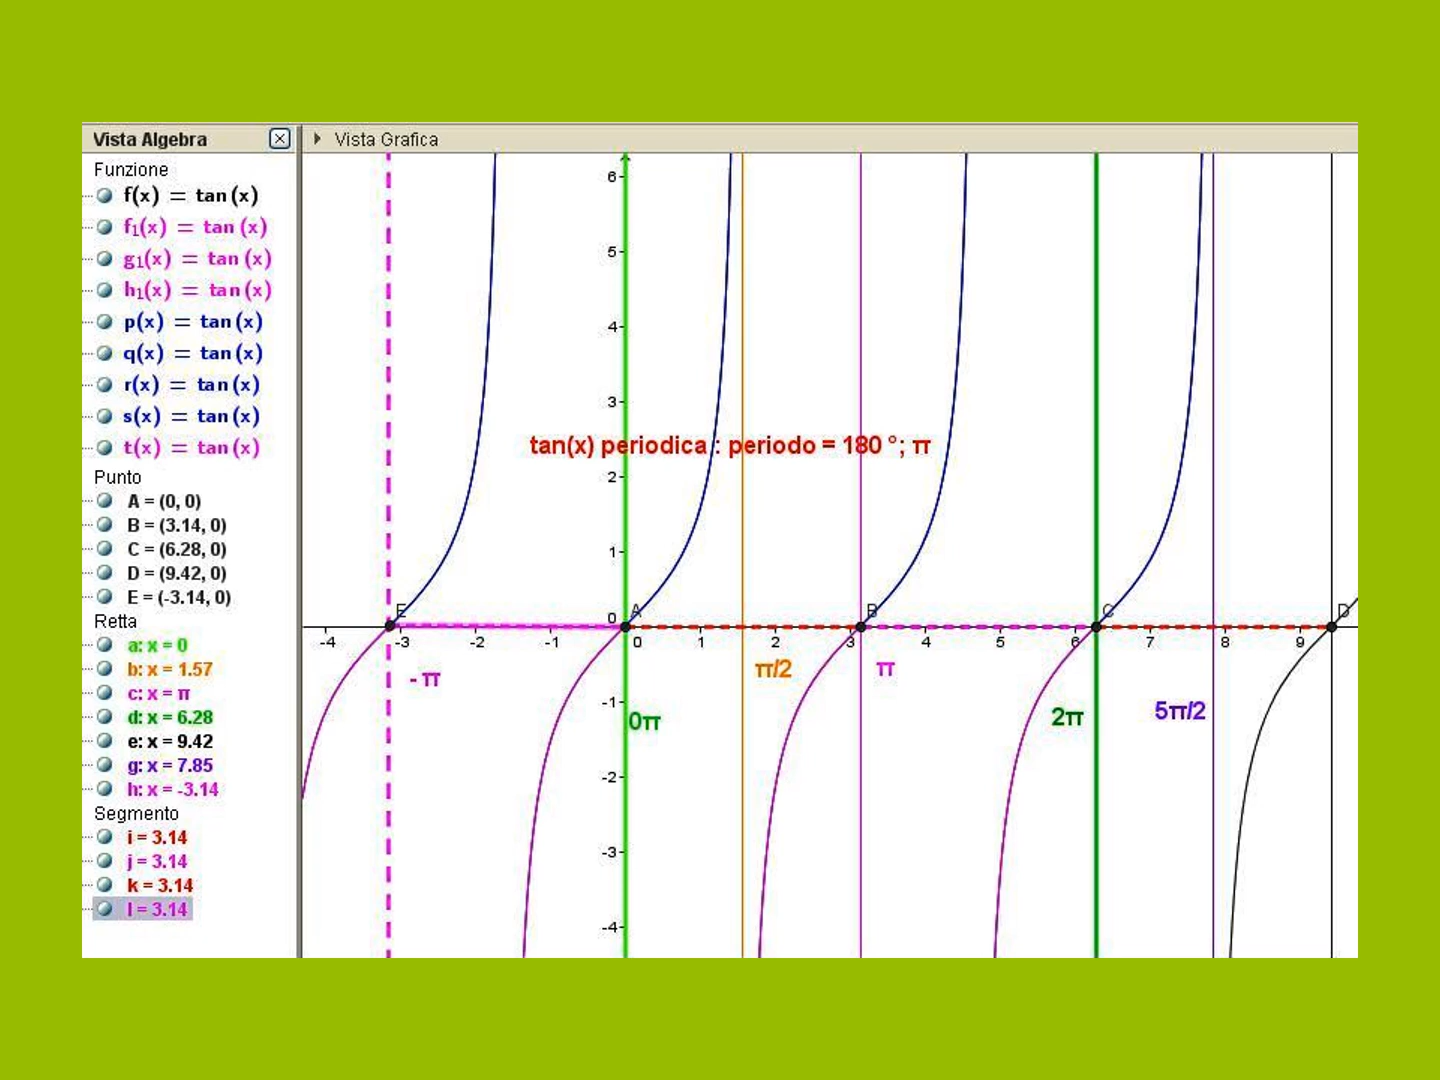 Vista Algebra
Vista Grafica
Funzione
f(x) = tan (x)
f₁(x) = tan (x)
g₁(x) = tan (x)
h₁(x) = tan (x)
p(x) = tan (x)
q(x) = tan (x)
r(x) = tan (x)
s(x) = tan (x)
t(x) = tan (x)
Punto
A = (0, 0)
B = (3.14, 0)
C = (6.28, 0)
D = (9.42, 0)
E = (-3.14, 0)
Retta
a: x = 0
b: x = 1.57
c: x = π
d: x = 6.28
e: x = 9.42
g: x = 7.85
h: x = -3.14
Segmento
i = 3.14
j = 3.14
k = 3.14
l = 3.14
6
5
4
3
tan(x) periodica : periodo = 180 °; π
2
1
0
E A B C D
-4 -3 -2 -1 0 1 2 3 4 5 6 7 8 9
- π
π/2
π
-1
0π
2π
5π/2
-2
-3
-4